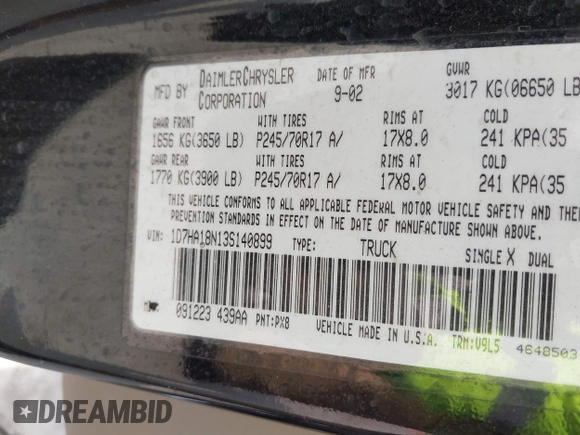 MFD BY DAIMLERCHRYSLER CORPORATION DATE OF MFR 9-02 GVWR 3017 KG(06650 LB
GAWR FRONT WITH TIRES RIMS AT COLD
1656 KG(3650 LB) P245/70R17 A/ 17X8.0 241 KPA(35
GAWR REAR WITH TIRES RIMS AT COLD
1770 KG(3900 LB) P245/70R17 A/ 17X8.0 241 KPA(35
THIS VEHICLE CONFORMS TO ALL APPLICABLE FEDERAL MOTOR VEHICLE SAFETY AND THE
PREVENTION STANDARDS IN EFFECT ON THE DATE OF MANUFACTURE SHOWN ABOVE.
VIN: 1D7HA18N13S140899 TYPE: TRUCK SINGLE X DUAL
091223 439AA PNT:PX8 VEHICLE MADE IN U.S.A. TRM:V9L5 4648503
DREAMBID